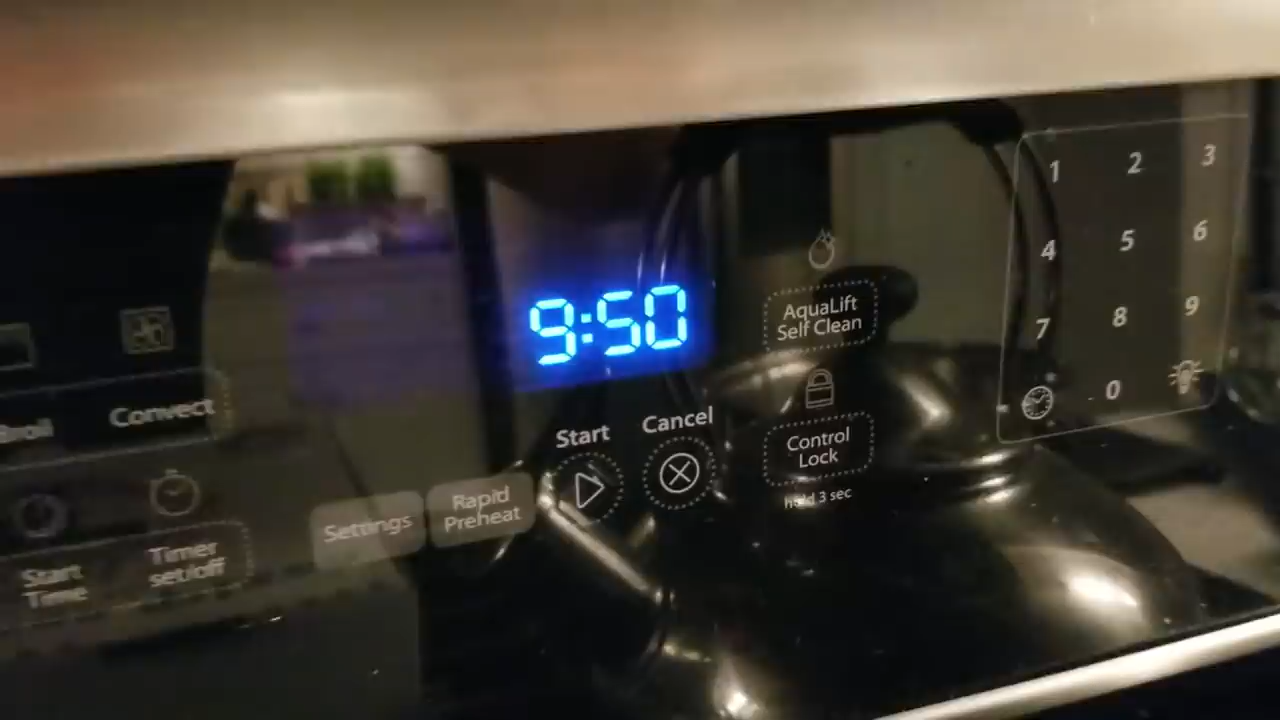 9:50
1 2 3
4 5 6
7 8 9
0
AquaLift
Self Clean
Broil
Convect
Start
Cancel
Control
Lock
hold 3 sec
Settings
Rapid
Preheat
Start
Time
Timer
set/off